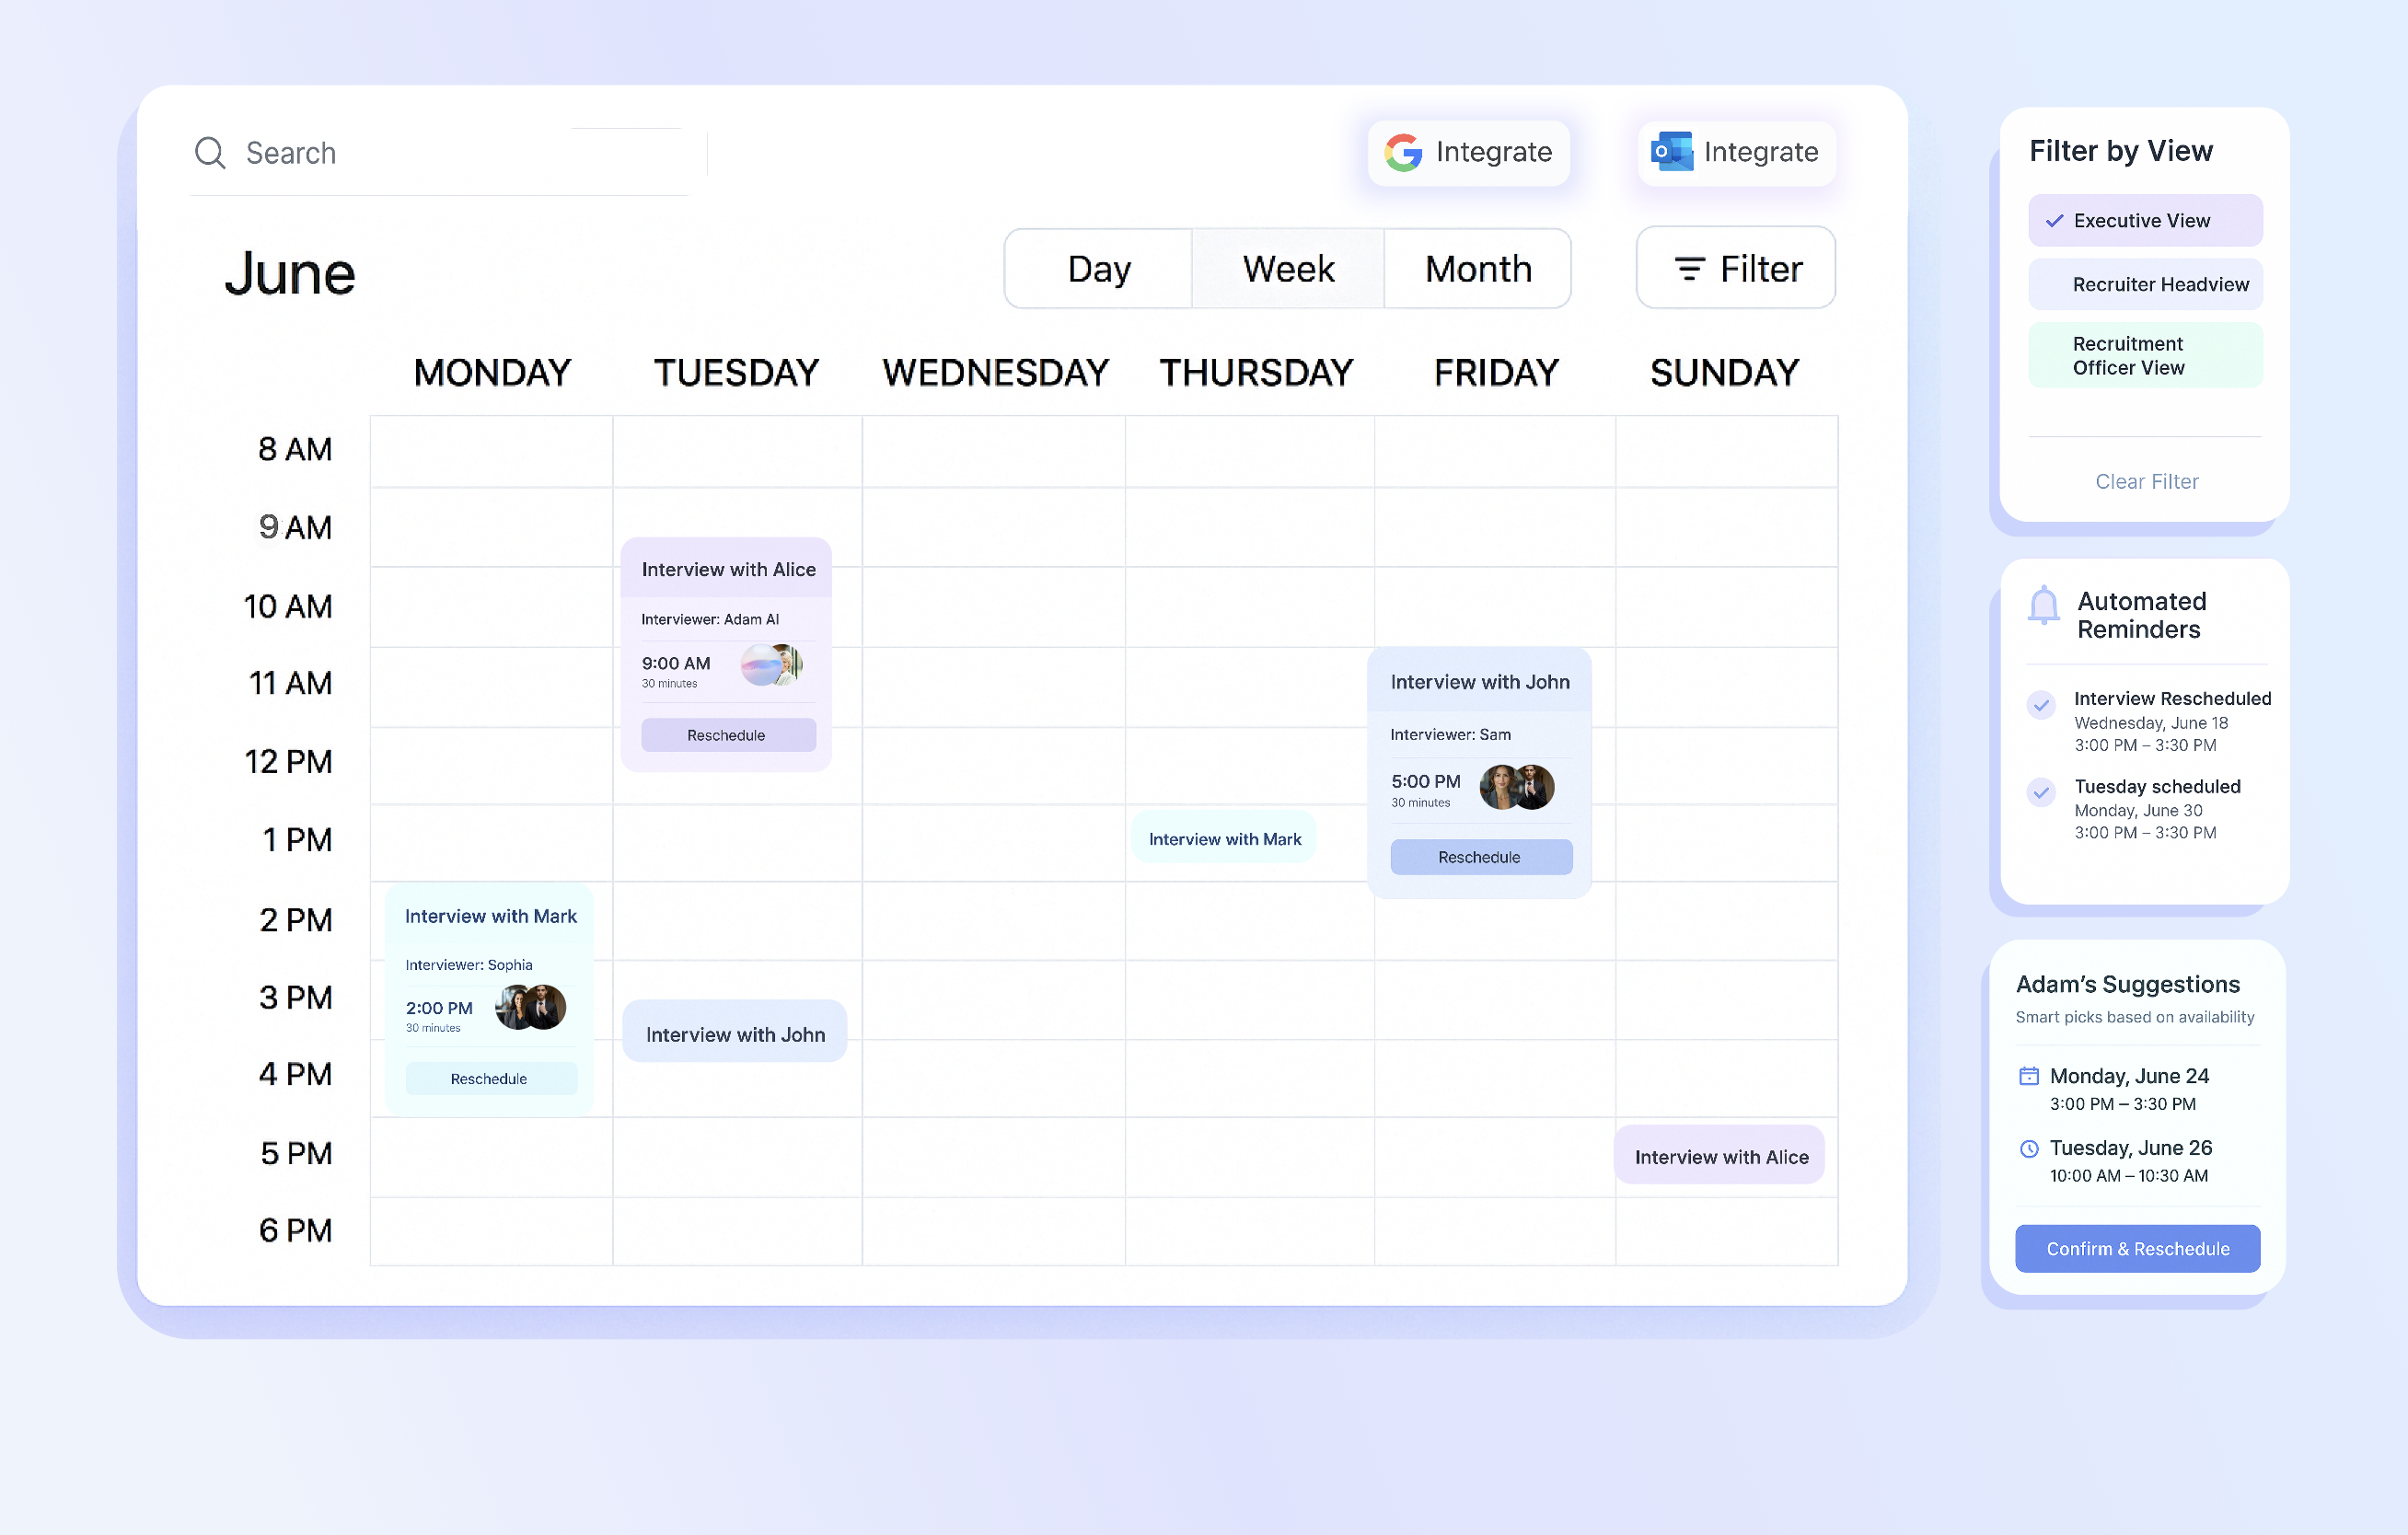 Search
Integrate
Integrate
June
Day
Week
Month
Filter
MONDAY
TUESDAY
WEDNESDAY
THURSDAY
FRIDAY
SUNDAY
8 AM
9 AM
10 AM
11 AM
12 PM
1 PM
2 PM
3 PM
4 PM
5 PM
6 PM
Interview with Mark
Interviewer: Sophia
2:00 PM
30 minutes
Reschedule
Interview with Alice
Interviewer: Adam AI
9:00 AM
30 minutes
Reschedule
Interview with John
Interview with Mark
Interview with John
Interviewer: Sam
5:00 PM
30 minutes
Reschedule
Interview with Alice
Filter by View
Executive View
Recruiter Headview
Recruitment
Officer View
Clear Filter
Automated
Reminders
Interview Rescheduled
Wednesday, June 18
3:00 PM – 3:30 PM
Tuesday scheduled
Monday, June 30
3:00 PM – 3:30 PM
Adam’s Suggestions
Smart picks based on availability
Monday, June 24
3:00 PM – 3:30 PM
Tuesday, June 26
10:00 AM – 10:30 AM
Confirm & Reschedule